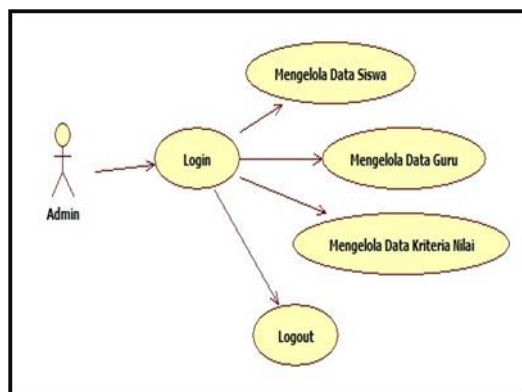 Mengelola Data Siswa
Login
Mengelola Data Guru
Admin
Mengelola Data Kriteria Nilai
Logout